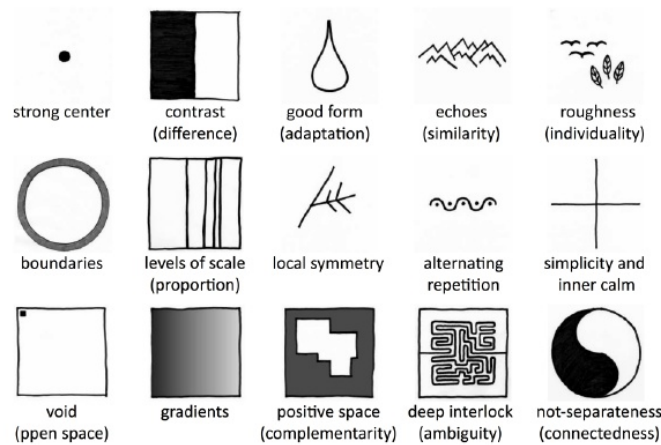 strong center
contrast
(difference)
good form
(adaptation)
echoes
(similarity)
roughness
(individuality)
boundaries
levels of scale
(proportion)
local symmetry
alternating
repetition
simplicity and
inner calm
void
(ppen space)
gradients
positive space
(complementarity)
deep interlock
(ambiguity)
not-separateness
(connectedness)